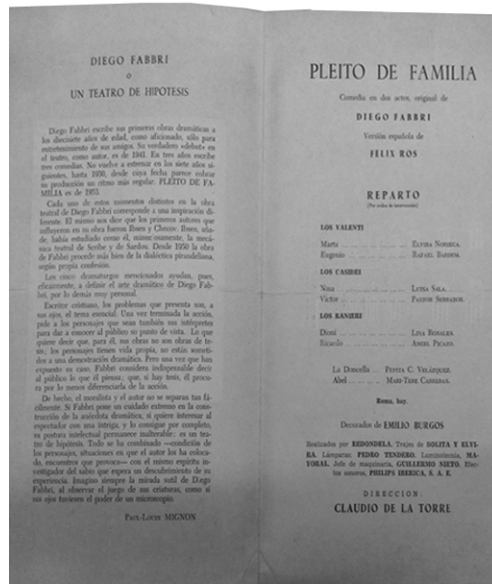 DIEGO FABBRI
o
UN TEATRO DE HIPOTESIS
Diego Fabbri escribe sus primeras obras dramáticas a
los diecisiete años de edad, como aficionado, sólo para
entretenimiento de sus amigos. Su verdadero «debut» en
el teatro, como autor, es de 1941. En tres años escribe
tres comedias. No vuelve a estrenar en los siete años si-
guientes, hasta 1950, desde cuya fecha parece cobrar
su producción un ritmo más regular. PLEITO DE FA-
MILIA es de 1953.
Cada uno de estos momentos distintos en la obra
teatral de Diego Fabbri corresponde a una inspiración di-
ferente. El mismo nos dice que los primeros autores que
influyeron en su obra fueron Ibsen y Checov. Ibsen, aña-
de, había estudiado como él, minuciosamente, la mecá-
nica teatral de Scribe y de Sardou. Desde 1950 la obra
de Fabbri procede más bien de la dialéctica pirandeliana,
según propia confesión.
Los cinco dramaturgos mencionados ayudan, pues,
eficazmente, a definir el arte dramático de Diego Fab-
bri, por lo demás muy personal.
Escritor cristiano, los problemas que presenta son, a
sus ojos, el tema esencial. Una vez terminada la acción,
pide a los personajes que sean también sus intérpretes
para dar a conocer al público su punto de vista. Lo que
quiere decir que, para él, sus obras no son obras de te-
sis; los personajes tienen vida propia, no están someti-
dos a una demostración dramática. Pero una vez que han
expuesto su caso, Fabbri considera indispensable decir
al público lo que él piensa; que, si hay tesis, él procu-
ra por lo menos diferenciarla de la acción.
De hecho, el moralista y el autor no se separan tan fá-
cilmente. Si Fabbri pone un cuidado extremo en la cons-
trucción de la anécdota dramática, si quiere interesar al
espectador con una intriga, y lo consigue por completo,
su postura intelectual permanece inalterable: es un tea-
tro de hipótesis. Todo se ha combinado —condición de
los personajes, situaciones en que el autor los ha coloca-
do, encuentros que provoca— con el mismo espíritu in-
vestigador del sabio que espera un descubrimiento de su
experiencia. Imagino siempre la mirada sutil de Diego
Fabbri, al observar el juego de sus criaturas, como si
sus ojos tuviesen el poder de un microscopio.
PAUL-LOUIS MIGNON
PLEITO DE FAMILIA
Comedia en dos actos, original de
DIEGO FABBRI
Versión española de
FELIX ROS
REPARTO
(Por orden de intervención)
LOS VALENTI
Marta ... ELVIRA NORIEGA.
Eugenio ... RAFAEL BARDEM.
LOS CASIDEI
Nina ... LUISA SALA.
Víctor ... PASTOR SERRADOR.
LOS RANIERI
Dioni ... LINA ROSALES.
Ricardo ... ANGEL PICAZO.
La Doncella ... PEPITA C. VELÁZQUEZ.
Abel ... MARI-TERE CARRERAS.
Roma, hoy.
Decorados de EMILIO BURGOS
Realizados por REDONDELA. Trajes de SOLITA Y ELVI-
RA. Lámparas: PEDRO TENDERO. Luminotecnia, MA-
YORAL. Jefe de maquinaria, GUILLERMO NIETO. Efec-
tos sonoros, PHILIPS IBERICA, S. A. E.
DIRECCION:
CLAUDIO DE LA TORRE